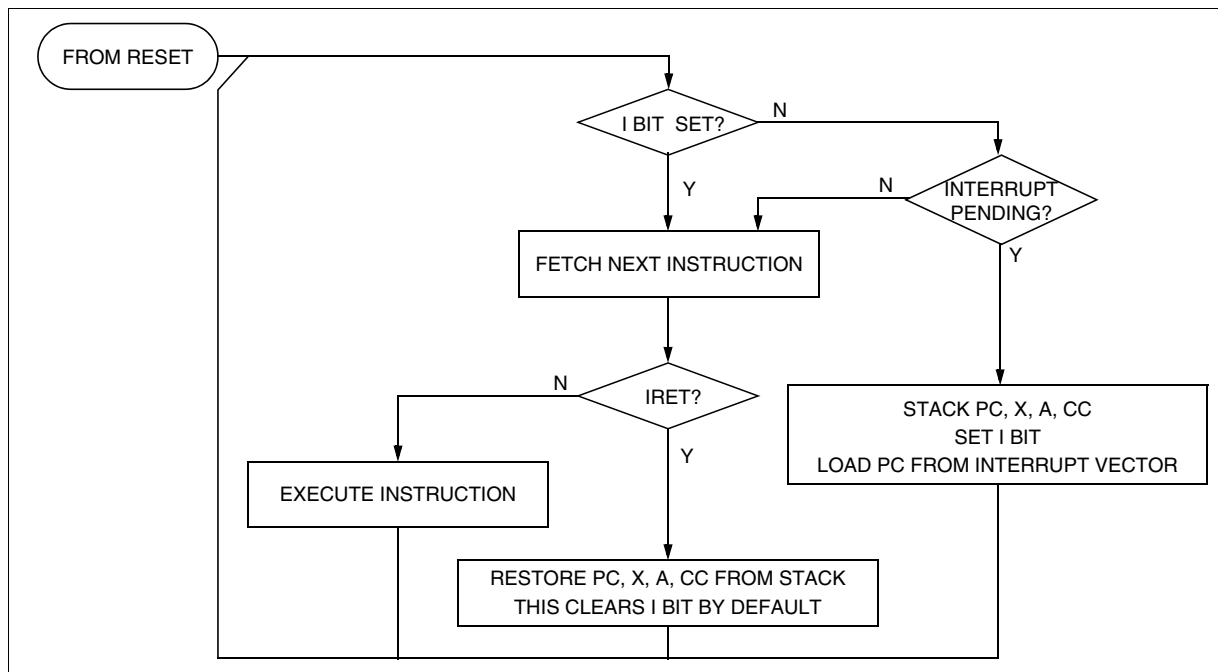 FROM RESET
I BIT SET?
N
Y
N
INTERRUPT
PENDING?
Y
FETCH NEXT INSTRUCTION
N
IRET?
Y
STACK PC, X, A, CC
SET I BIT
LOAD PC FROM INTERRUPT VECTOR
EXECUTE INSTRUCTION
RESTORE PC, X, A, CC FROM STACK
THIS CLEARS I BIT BY DEFAULT